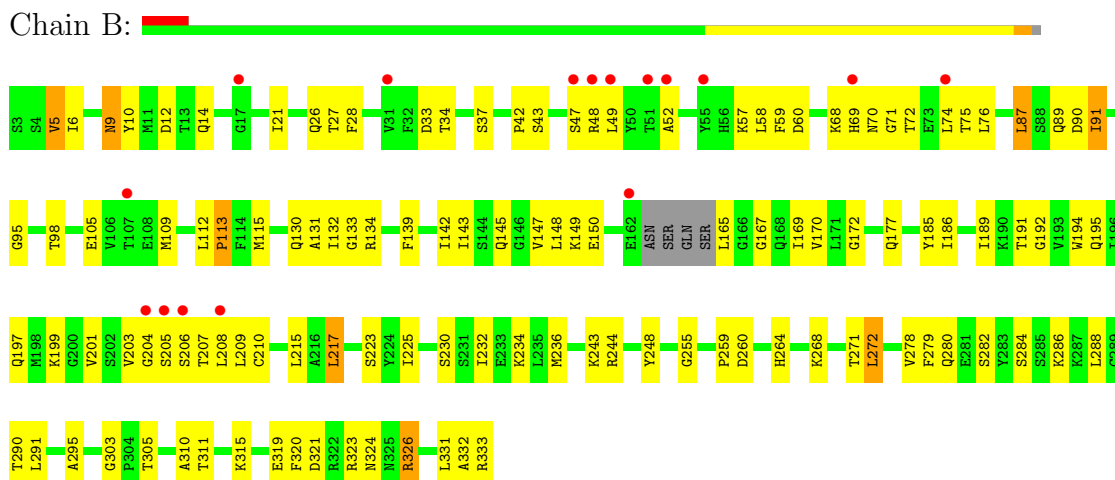 Chain B:
S3 S4 V5 I6 N9 Y10 M11 D12 T13 Q14 G17 I21 Q26 T27 F28 V31 F32 D33 T34 S37 P42 S43 S47 R48 L49 Y50 T51 A52 Y55 H56 K57 L58 F59 D60 K68 H69 N70 G71 T72 E73 L74 T75 L76 L87 S88 Q89 D90 I91
G95 T98 E105 V106 T107 E108 M109 L112 P113 F114 M115 Q130 A131 I132 G133 R134 F139 I142 I143 S144 Q145 G146 V147 L148 K149 E150 E162 ASN SER GLN SER L165 G166 G167 Q168 I169 V170 K171 G172 Q177 Y185 I186 I189 K190 T191 G192 V193 W194 Q195 I196
Q197 M198 K199 G200 V201 S202 V203 G204 S205 S206 T207 L208 L209 C210 L215 A216 L217 S223 Y224 I225 S230 S231 I232 E233 K234 L235 M236 K243 R244 Y248 G255 P259 D260 H264 K268 T271 L272 V278 F279 Q280 E281 S282 Y283 S284 S285 K286 K287 L288 C289
T290 L291 A295 G303 P304 T305 A310 T311 K315 E319 F320 D321 R322 R323 N324 N325 R326 L331 A332 R333